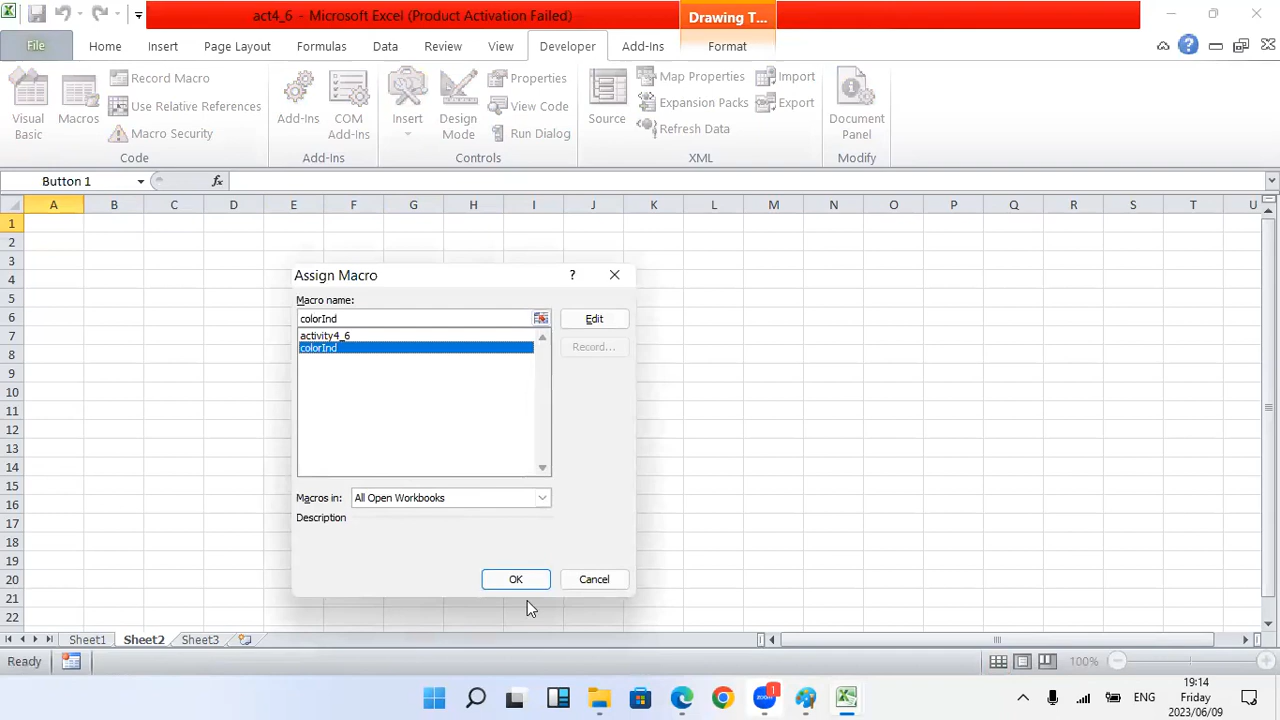 act4_6 - Microsoft Excel (Product Activation Failed)
Drawing T...
File Home Insert Page Layout Formulas Data Review View Developer Add-Ins Format
Visual Basic
Macros
Record Macro
Use Relative References
Macro Security
Code
Add-Ins
COM Add-Ins
Add-Ins
Insert
Design Mode
Properties
View Code
Run Dialog
Controls
Source
Map Properties
Expansion Packs
Refresh Data
Import
Export
XML
Document Panel
Modify
Button 1 fx
A B C D E F G H I J K L M N O P Q R S T U
1
2
3
4
5
6
7
8
9
10
11
12
13
14
15
16
17
18
19
20
21
22
Assign Macro ?
Macro name:
colorInd Edit
activity4_6
colorInd
Record...
Macros in: All Open Workbooks
Description
OK Cancel
Sheet1 Sheet2 Sheet3
Ready 100%
zoom 1
ENG
19:14
Friday
2023/06/09